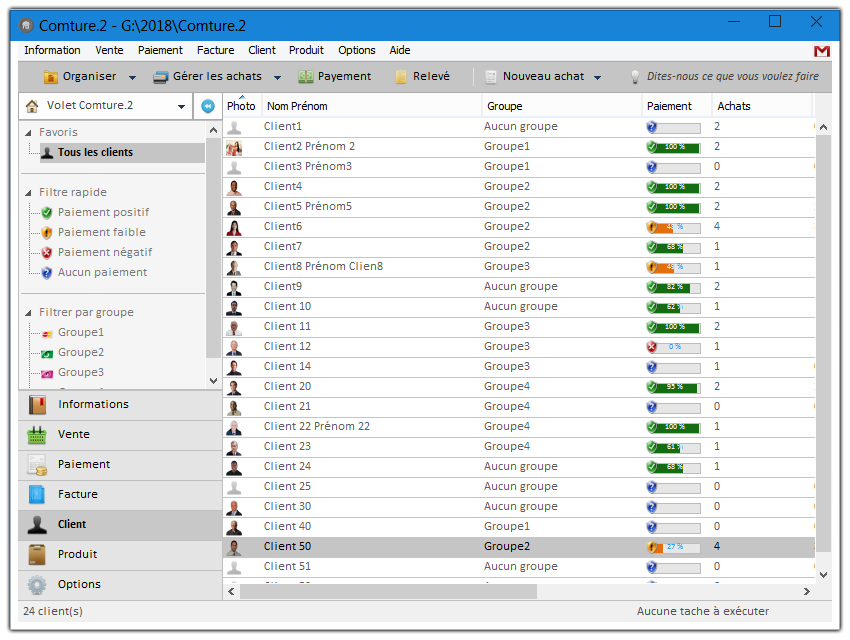 Comture.2 - G:\2018\Comture.2
Information Vente Paiement Facture Client Produit Options Aide
Organiser Gérer les achats Payement Relevé Nouveau achat Dites-nous ce que vous voulez faire
Volet Comture.2
Favoris
Tous les clients
Filtre rapide
Paiement positif
Paiement faible
Paiement négatif
Aucun paiement
Filtrer par groupe
Groupe1
Groupe2
Groupe3
Informations
Vente
Paiement
Facture
Client
Produit
Options
Photo Nom Prénom Groupe Paiement Achats
Client1 Aucun groupe 2
Client2 Prénom 2 Groupe1 100 % 2
Client3 Prénom3 Groupe1 0
Client4 Groupe2 100 % 2
Client5 Prénom5 Groupe2 100 % 2
Client6 Groupe2 % 4
Client7 Groupe2 68 % 1
Client8 Prénom Clien8 Groupe3 % 1
Client9 Aucun groupe 82 % 2
Client 10 Aucun groupe 62 % 1
Client 11 Groupe3 100 % 2
Client 12 Groupe3 0 % 1
Client 14 Groupe3 1
Client 20 Groupe4 95 % 2
Client 21 Groupe4 0
Client 22 Prénom 22 Groupe4 100 % 1
Client 23 Groupe4 61 % 1
Client 24 Aucun groupe 68 % 1
Client 25 Aucun groupe 0
Client 30 Aucun groupe 0
Client 40 Groupe1 0
Client 50 Groupe2 27 % 4
Client 51 Aucun groupe 0
24 client(s) Aucune tache à exécuter